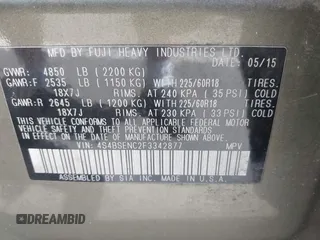 MFD. BY FUJI HEAVY INDUSTRIES LTD.
05/15
GVWR: 4850 LB (2200 KG)
GAWR:F 2535 LB (1150 KG) WITH 225/60R18 TIRES.
18X7J RIMS, AT 240 KPA (35 PSI) COLD.
GAWR:R 2645 LB (1200 KG) WITH 225/60R18 TIRES.
18X7J RIMS, AT 230 KPA (33 PSI) COLD.
THIS VEHICLE CONFORMS TO ALL APPLICABLE
FEDERAL MOTOR VEHICLE SAFETY, BUMPER, AND
THEFT PREVENTION STANDARDS
IN EFFECT ON THE DATE OF MANUFACTURE
SHOWN ABOVE.
VIN: 4S4BSENC2F3342877 MPV
ASSEMBLED BY SIA INC. MADE IN U.S.A.
DREAMBID